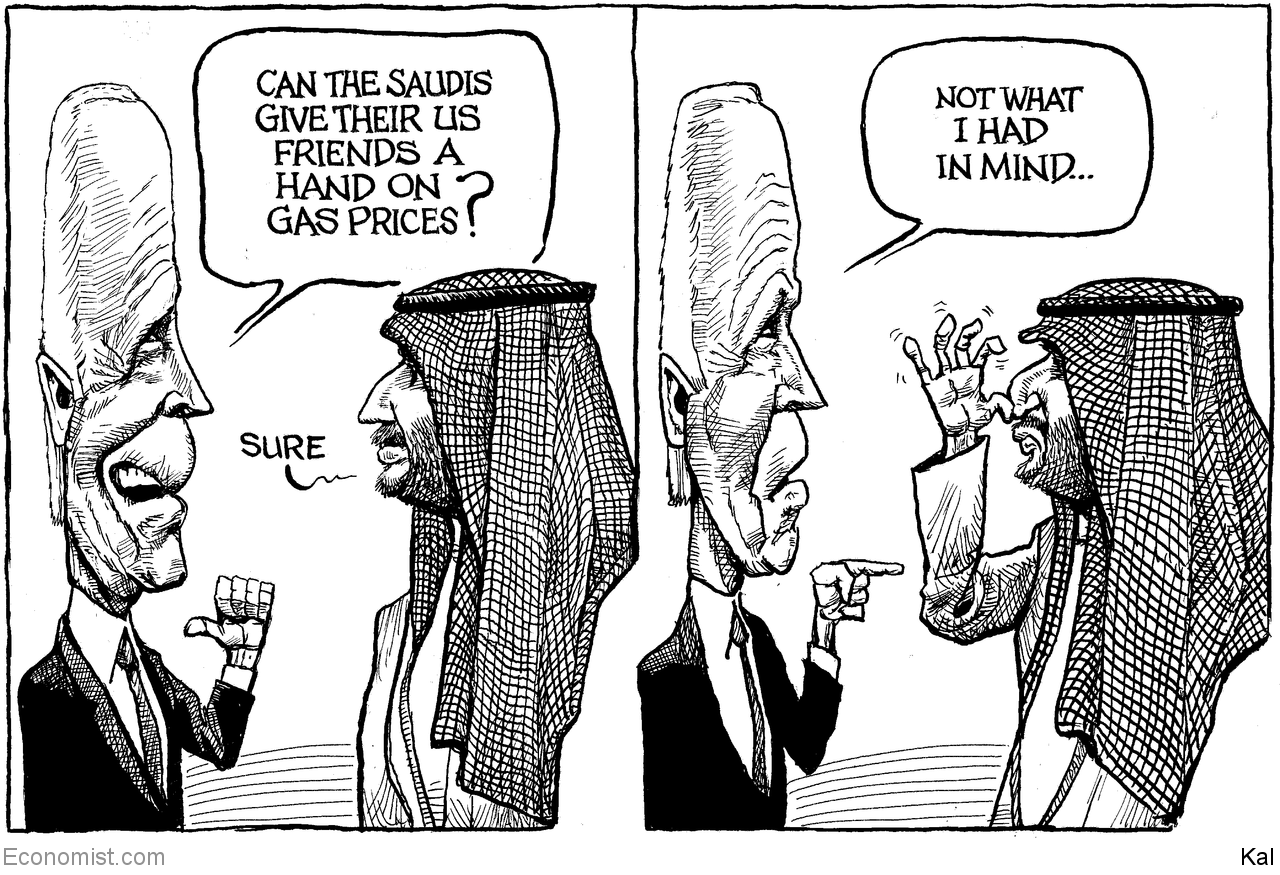 CAN THE SAUDIS
GIVE THEIR US
FRIENDS A
HAND ON
GAS PRICES?
SURE
NOT WHAT
I HAD
IN MIND...
Economist.com
Kal